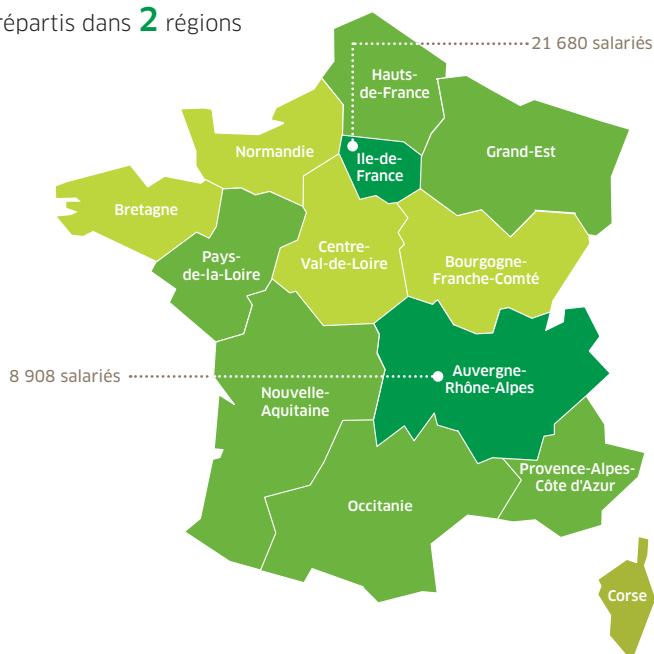 répartis dans 2 régions
21 680 salariés
Hauts-
de-France
Normandie
Ile-de-
France
Grand-Est
Bretagne
Pays-
de-la-Loire
Centre-
Val-de-Loire
Bourgogne-
Franche-Comté
8 908 salariés
Auvergne-
Rhône-Alpes
Nouvelle-
Aquitaine
Provence-Alpes-
Côte d'Azur
Occitanie
Corse